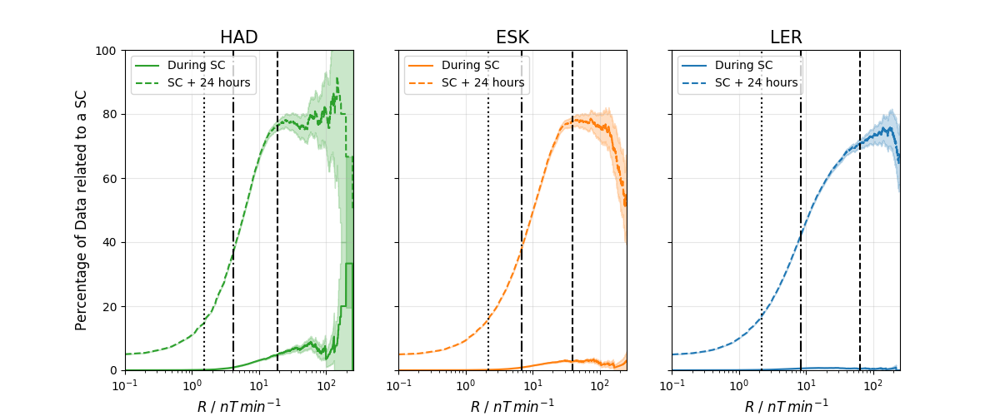 HAD
ESK
LER
Percentage of Data related to a SC
100
80
60
40
20
0
During SC
SC + 24 hours
During SC
SC + 24 hours
During SC
SC + 24 hours
10⁻¹ 10⁰ 10¹ 10²
10⁻¹ 10⁰ 10¹ 10²
10⁻¹ 10⁰ 10¹ 10²
R / nT min⁻¹
R / nT min⁻¹
R / nT min⁻¹